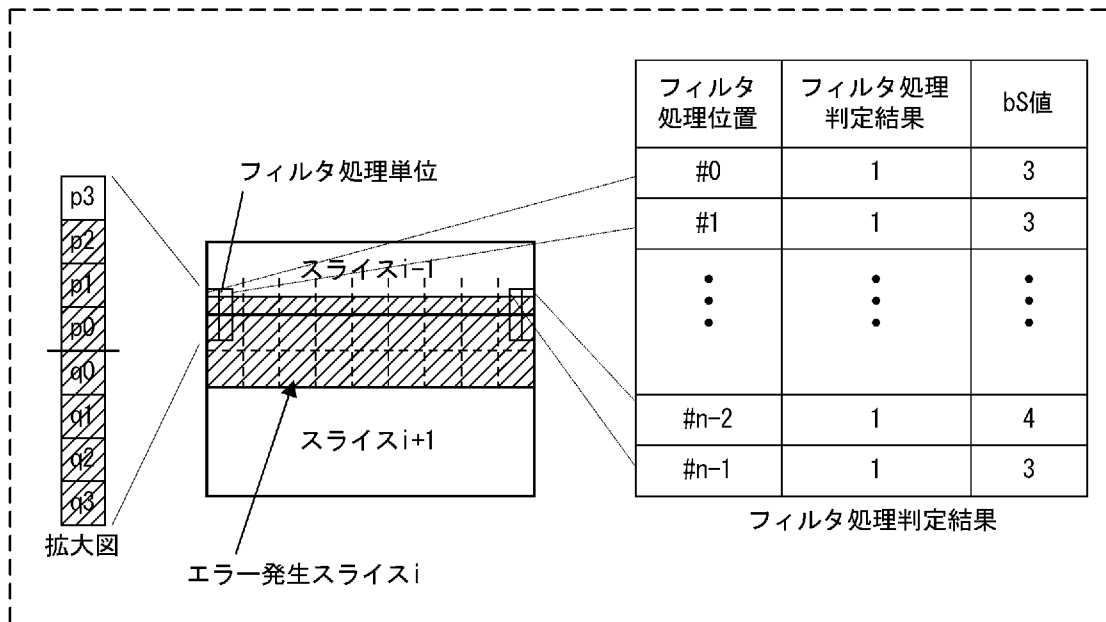 フィルタ処理単位
p3
p2
p1
p0
q0
q1
q2
q3
拡大図
スライスi-1
スライスi+1
エラー発生スライスi
フィルタ
処理位置
フィルタ処理
判定結果
bS値
#0 1 3
#1 1 3
#n-2 1 4
#n-1 1 3
フィルタ処理判定結果